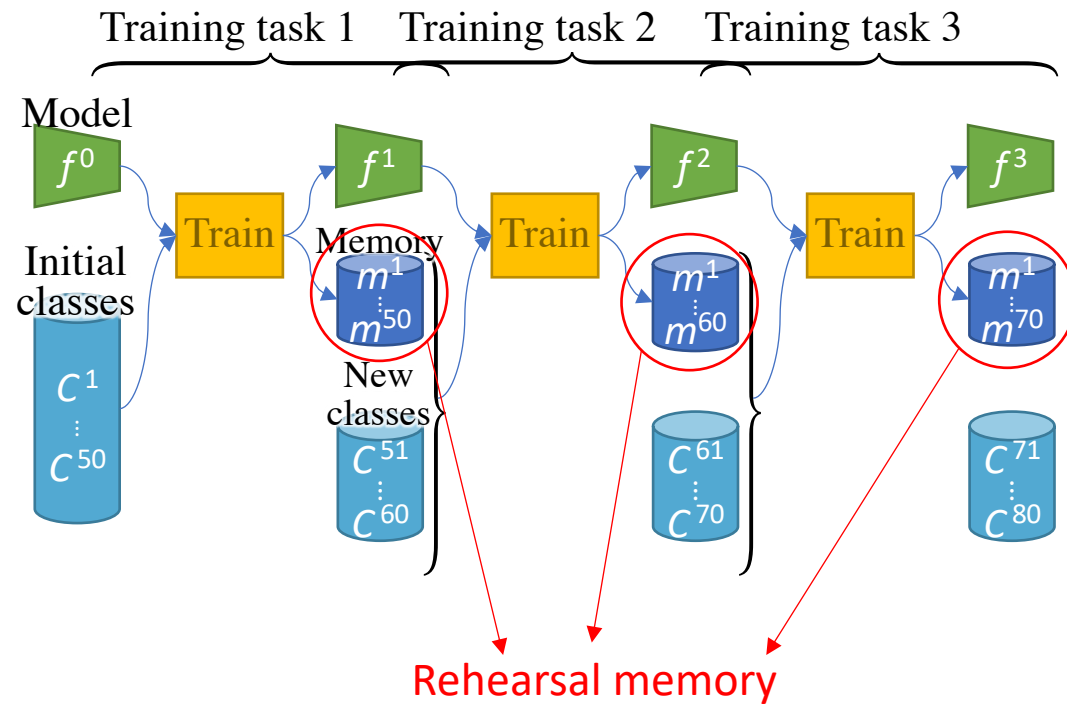 Training task 1 Training task 2 Training task 3
Model
f⁰ f¹ f² f³
Train Train Train
Memory
Initial
classes
m¹ m¹ m¹
⋮ ⋮ ⋮
m⁵⁰ m⁶⁰ m⁷⁰
New
classes
C¹
⋮
C⁵⁰
C⁵¹ C⁶¹ C⁷¹
⋮ ⋮ ⋮
C⁶⁰ C⁷⁰ C⁸⁰
Rehearsal memory